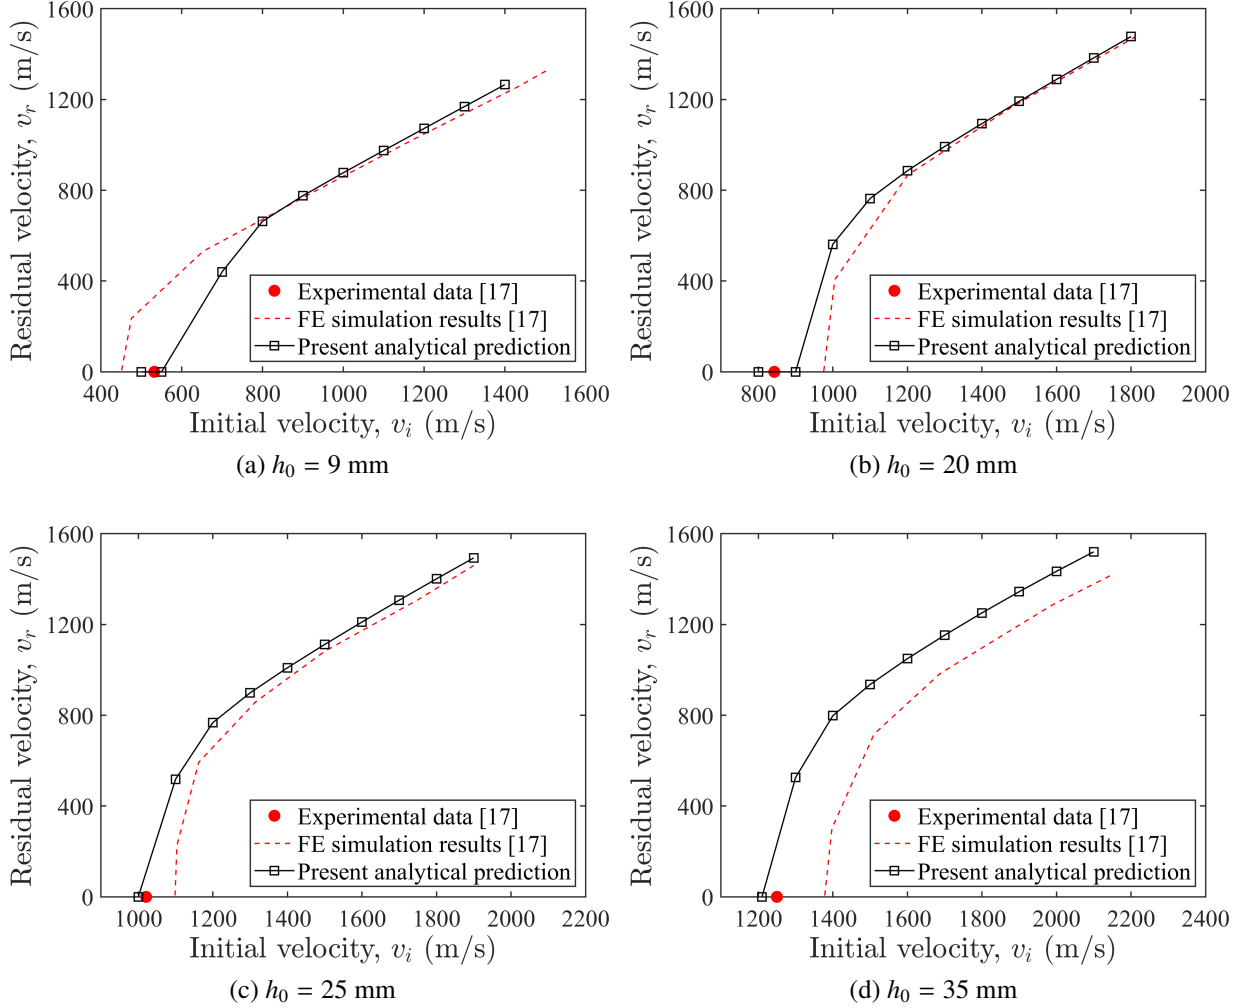 1600
1200
800
400
0
Residual velocity, v_r (m/s)
400 600 800 1000 1200 1400 1600
Initial velocity, v_i (m/s)
Experimental data [17]
FE simulation results [17]
Present analytical prediction
(a) h_0 = 9 mm
1600
1200
800
400
0
Residual velocity, v_r (m/s)
800 1000 1200 1400 1600 1800 2000
Initial velocity, v_i (m/s)
Experimental data [17]
FE simulation results [17]
Present analytical prediction
(b) h_0 = 20 mm
1600
1200
800
400
0
Residual velocity, v_r (m/s)
1000 1200 1400 1600 1800 2000 2200
Initial velocity, v_i (m/s)
Experimental data [17]
FE simulation results [17]
Present analytical prediction
(c) h_0 = 25 mm
1600
1200
800
400
0
Residual velocity, v_r (m/s)
1200 1400 1600 1800 2000 2200 2400
Initial velocity, v_i (m/s)
Experimental data [17]
FE simulation results [17]
Present analytical prediction
(d) h_0 = 35 mm